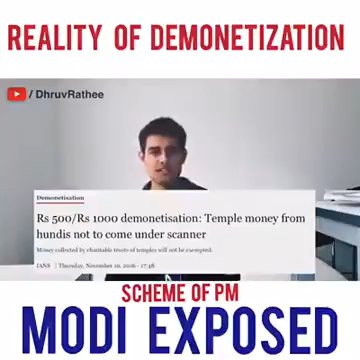 REALITY OF DEMONETIZATION
/ DhruvRathee
Demonetisation
Rs 500/Rs 1000 demonetisation: Temple money from
hundis not to come under scanner
Money collected by charitable trusts of temples will not be exempted.
IANS | Thursday, November 10, 2016 - 17:48
SCHEME OF PM
MODI EXPOSED